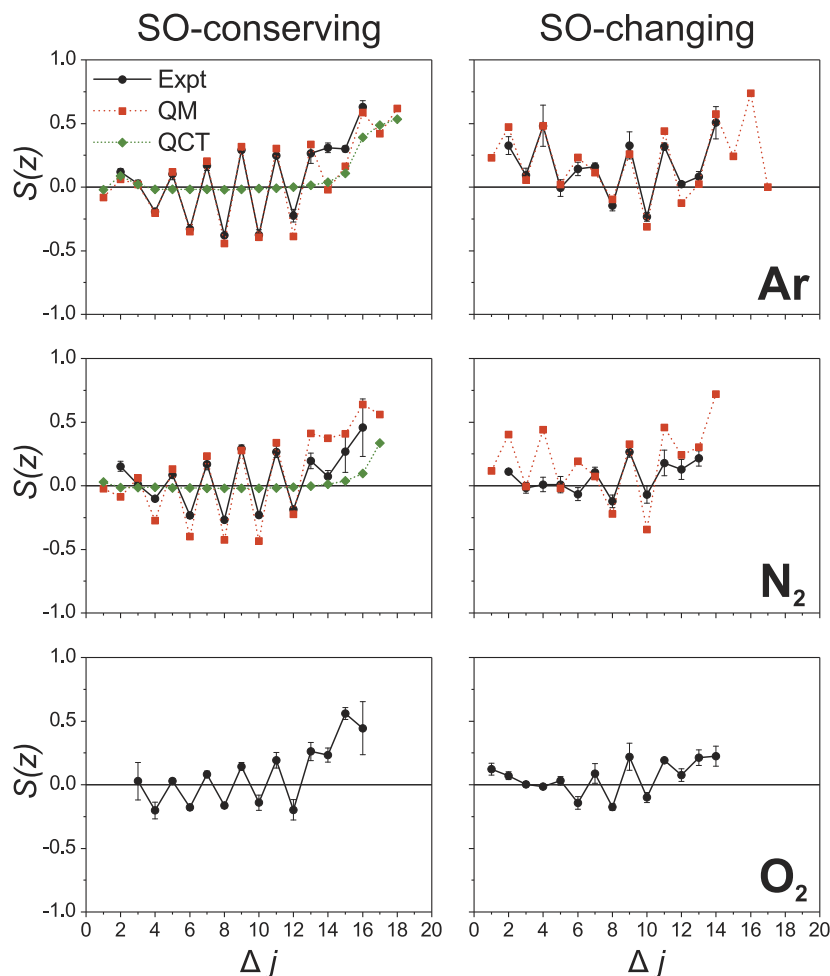 SO-conserving SO-changing
1.0
Expt
QM
QCT
0.5
0.0
-0.5
-1.0
S(z)
Ar
1.0
0.5
0.0
-0.5
-1.0
S(z)
N2
1.0
0.5
0.0
-0.5
-1.0
S(z)
O2
0 2 4 6 8 10 12 14 16 18 20 0 2 4 6 8 10 12 14 16 18 20
Δ j Δ j